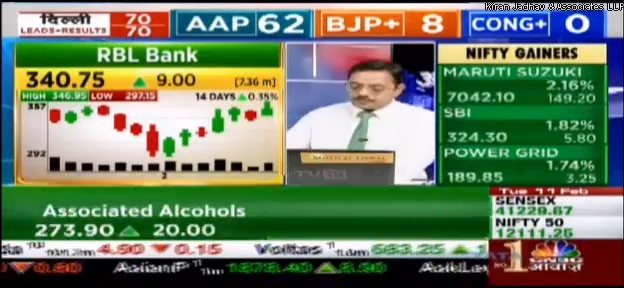 Kiran Jadhav & Associates LLP
दिल्ली
LEADS+RESULTS
70
70
AAP 62
BJP+ 8
CONG+ 0
RBL Bank
340.75 9.00 [7.36 m]
HIGH 346.95 LOW 297.15 14 DAYS 0.35%
357
292
NIFTY GAINERS
MARUTI SUZUKI
2.16%
7042.10 149.20
SBI
1.82%
324.30 5.80
POWER GRID
1.74%
189.85 3.25
Associated Alcohols
273.90 20.00
Tue 11 Feb
SENSEX
41229.67
NIFTY 50
12111.25
4.50 0.15
NO. 1
CNBC
आवाज़